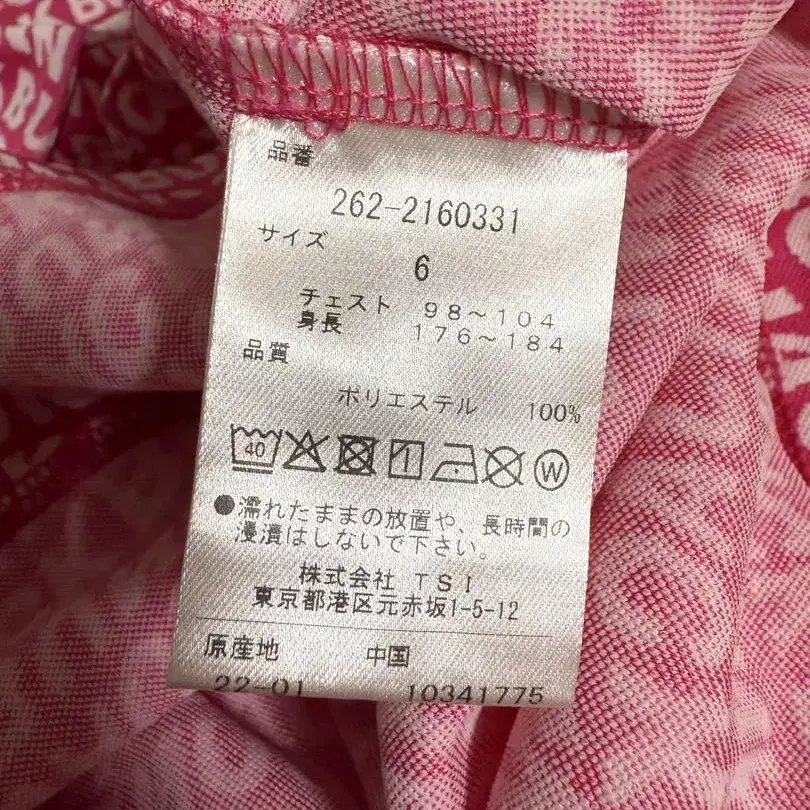 品番
262-2160331
サイズ
6
チェスト 98~104
身長 176~184
品質
ポリエステル 100%
40
W
●濡れたままの放置や、長時間の
浸漬はしないで下さい。
株式会社 TSI
東京都港区元赤坂1-5-12
原産地 中国
22-01 10341775